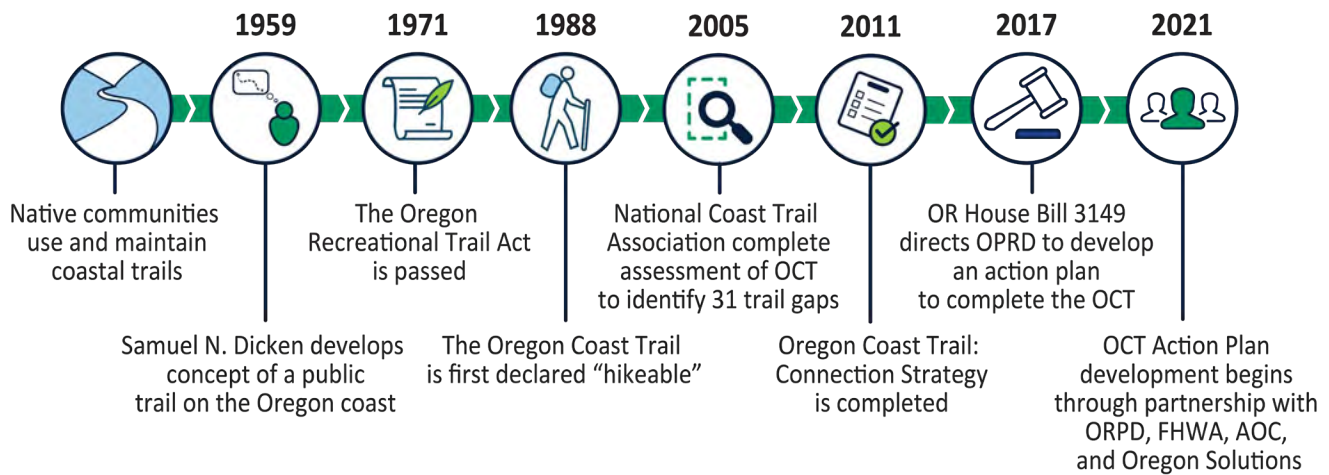 1959
1971
1988
2005
2011
2017
2021
Native communities
use and maintain
coastal trails
Samuel N. Dicken develops
concept of a public
trail on the Oregon coast
The Oregon
Recreational Trail Act
is passed
The Oregon Coast Trail
is first declared “hikeable”
National Coast Trail
Association complete
assessment of OCT
to identify 31 trail gaps
Oregon Coast Trail:
Connection Strategy
is completed
OR House Bill 3149
directs OPRD to develop
an action plan
to complete the OCT
OCT Action Plan
development begins
through partnership with
ORPD, FHWA, AOC,
and Oregon Solutions